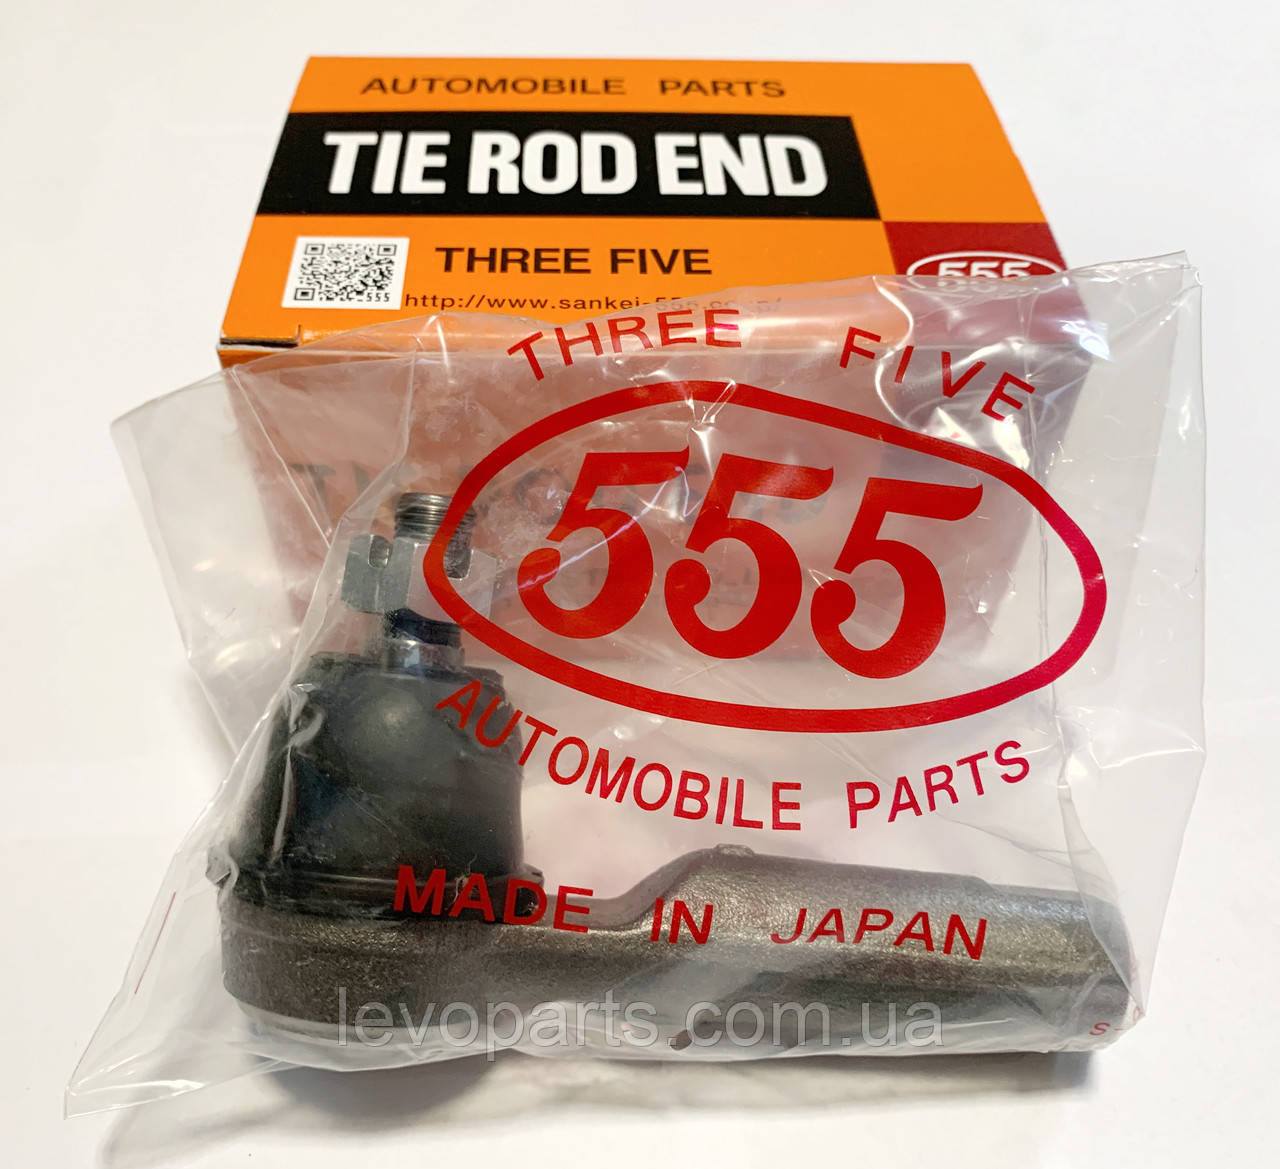 AUTOMOBILE PARTS
TIE ROD END
THREE FIVE
555
http://www.sankei-555.co.jp/
THREE FIVE
555
AUTOMOBILE PARTS
MADE IN JAPAN
levoparts.com.ua